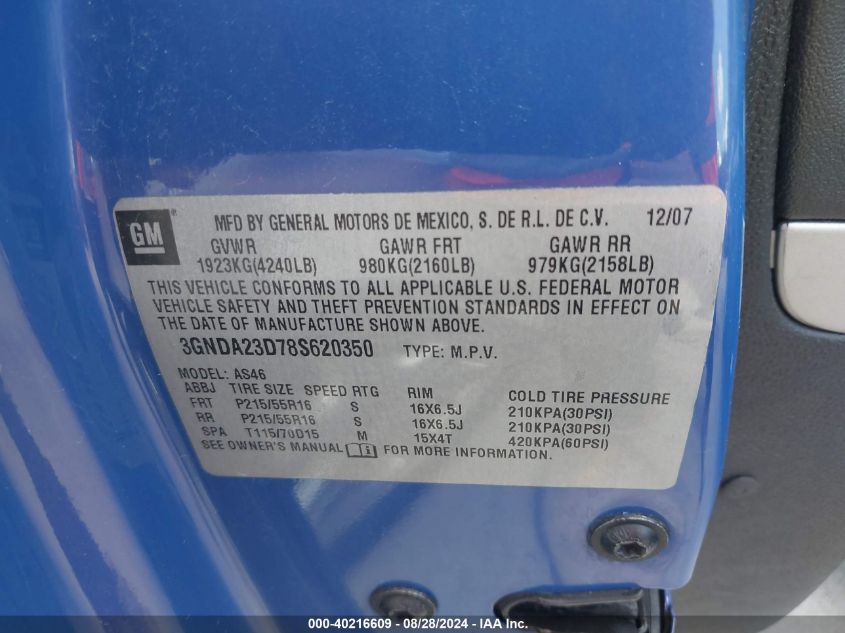 GM® MFD BY GENERAL MOTORS DE MEXICO, S. DE R.L. DE C.V. 12/07
GVWR GAWR FRT GAWR RR
1923KG(4240LB) 980KG(2160LB) 979KG(2158LB)
THIS VEHICLE CONFORMS TO ALL APPLICABLE U.S. FEDERAL MOTOR
VEHICLE SAFETY AND THEFT PREVENTION STANDARDS IN EFFECT ON
THE DATE OF MANUFACTURE SHOWN ABOVE.
3GNDA23D78S620350 TYPE: M.P.V.
MODEL: AS46
ABBJ TIRE SIZE SPEED RTG RIM COLD TIRE PRESSURE
FRT P215/55R16 S 16X6.5J 210KPA(30PSI)
RR P215/55R16 S 16X6.5J 210KPA(30PSI)
SPA T115/70D15 M 15X4T 420KPA(60PSI)
SEE OWNER'S MANUAL FOR MORE INFORMATION.
000-40216609 - 08/28/2024 - IAAI.COM